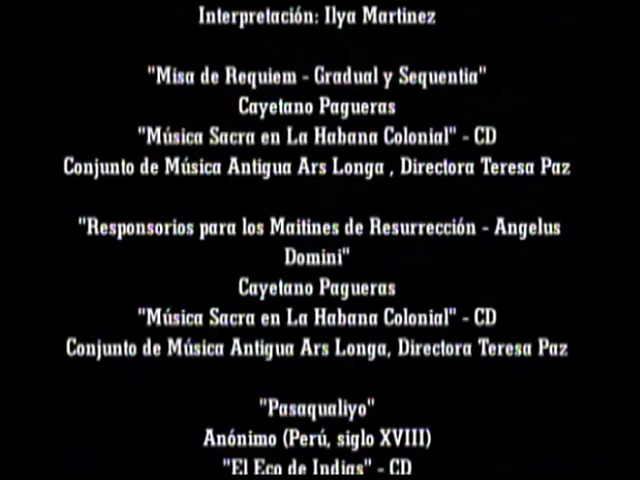 Interpretación: Ilya Martinez
"Misa de Requiem - Gradual y Sequentia"
Cayetano Pagueras
"Música Sacra en La Habana Colonial" - CD
Conjunto de Música Antigua Ars Longa , Directora Teresa Paz
"Responsorios para los Maitines de Resurrección - Angelus
Domini"
Cayetano Pagueras
"Música Sacra en La Habana Colonial" - CD
Conjunto de Música Antigua Ars Longa, Directora Teresa Paz
"Pasaqualiyo"
Anónimo (Perú, siglo XVIII)
"El Eco de Indias" - CD